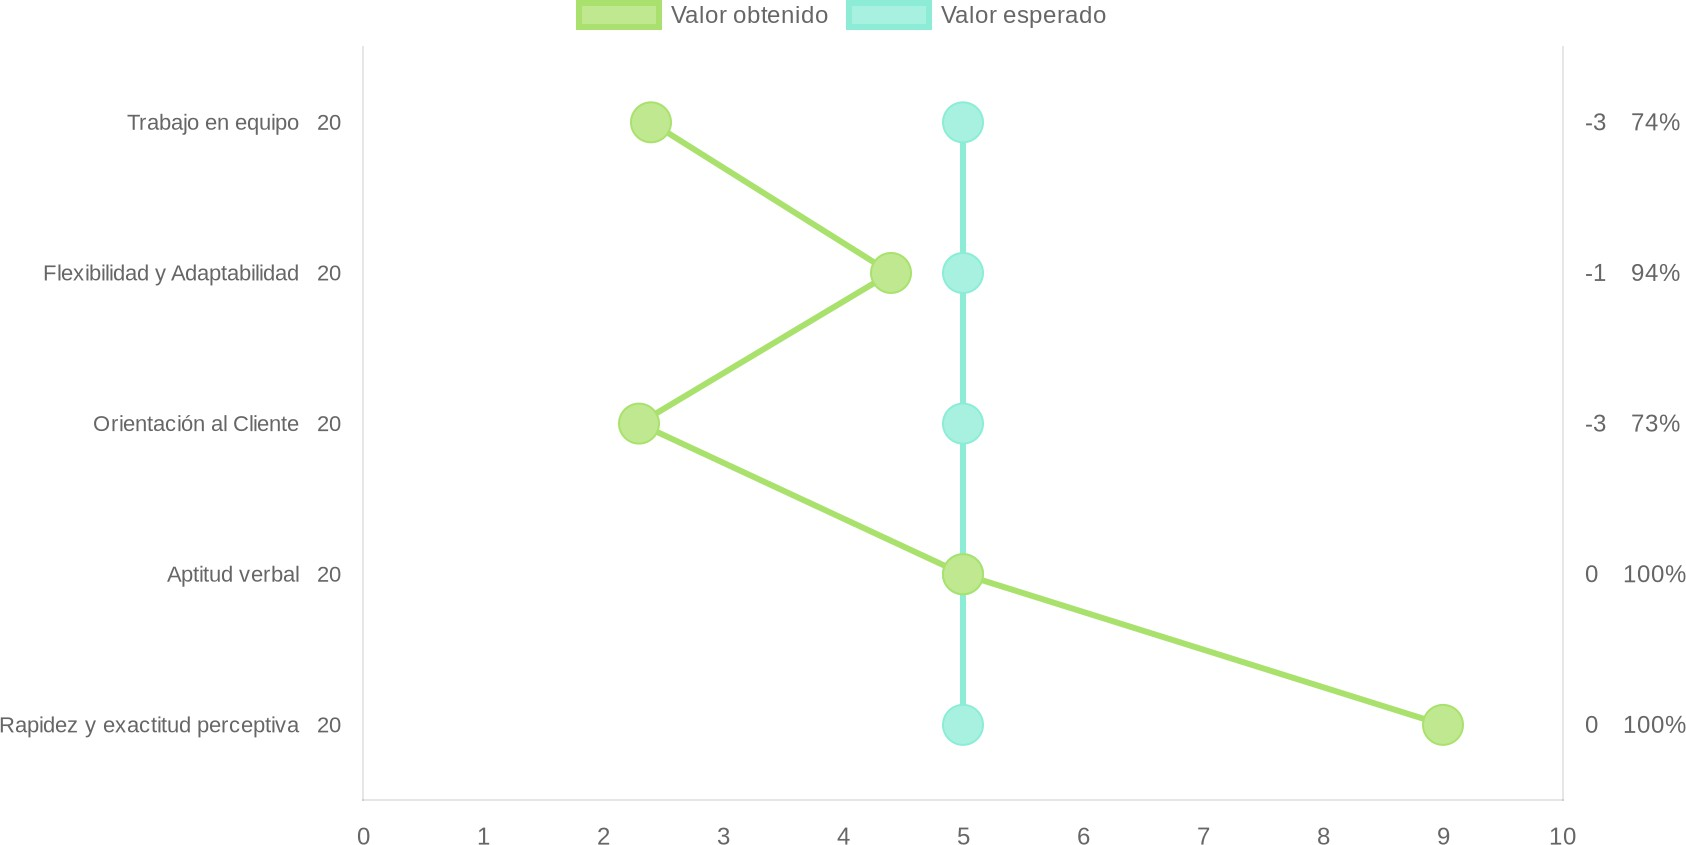 Valor obtenido Valor esperado
Trabajo en equipo 20 -3 74%
Flexibilidad y Adaptabilidad 20 -1 94%
Orientación al Cliente 20 -3 73%
Aptitud verbal 20 0 100%
Rapidez y exactitud perceptiva 20 0 100%
0 1 2 3 4 5 6 7 8 9 10